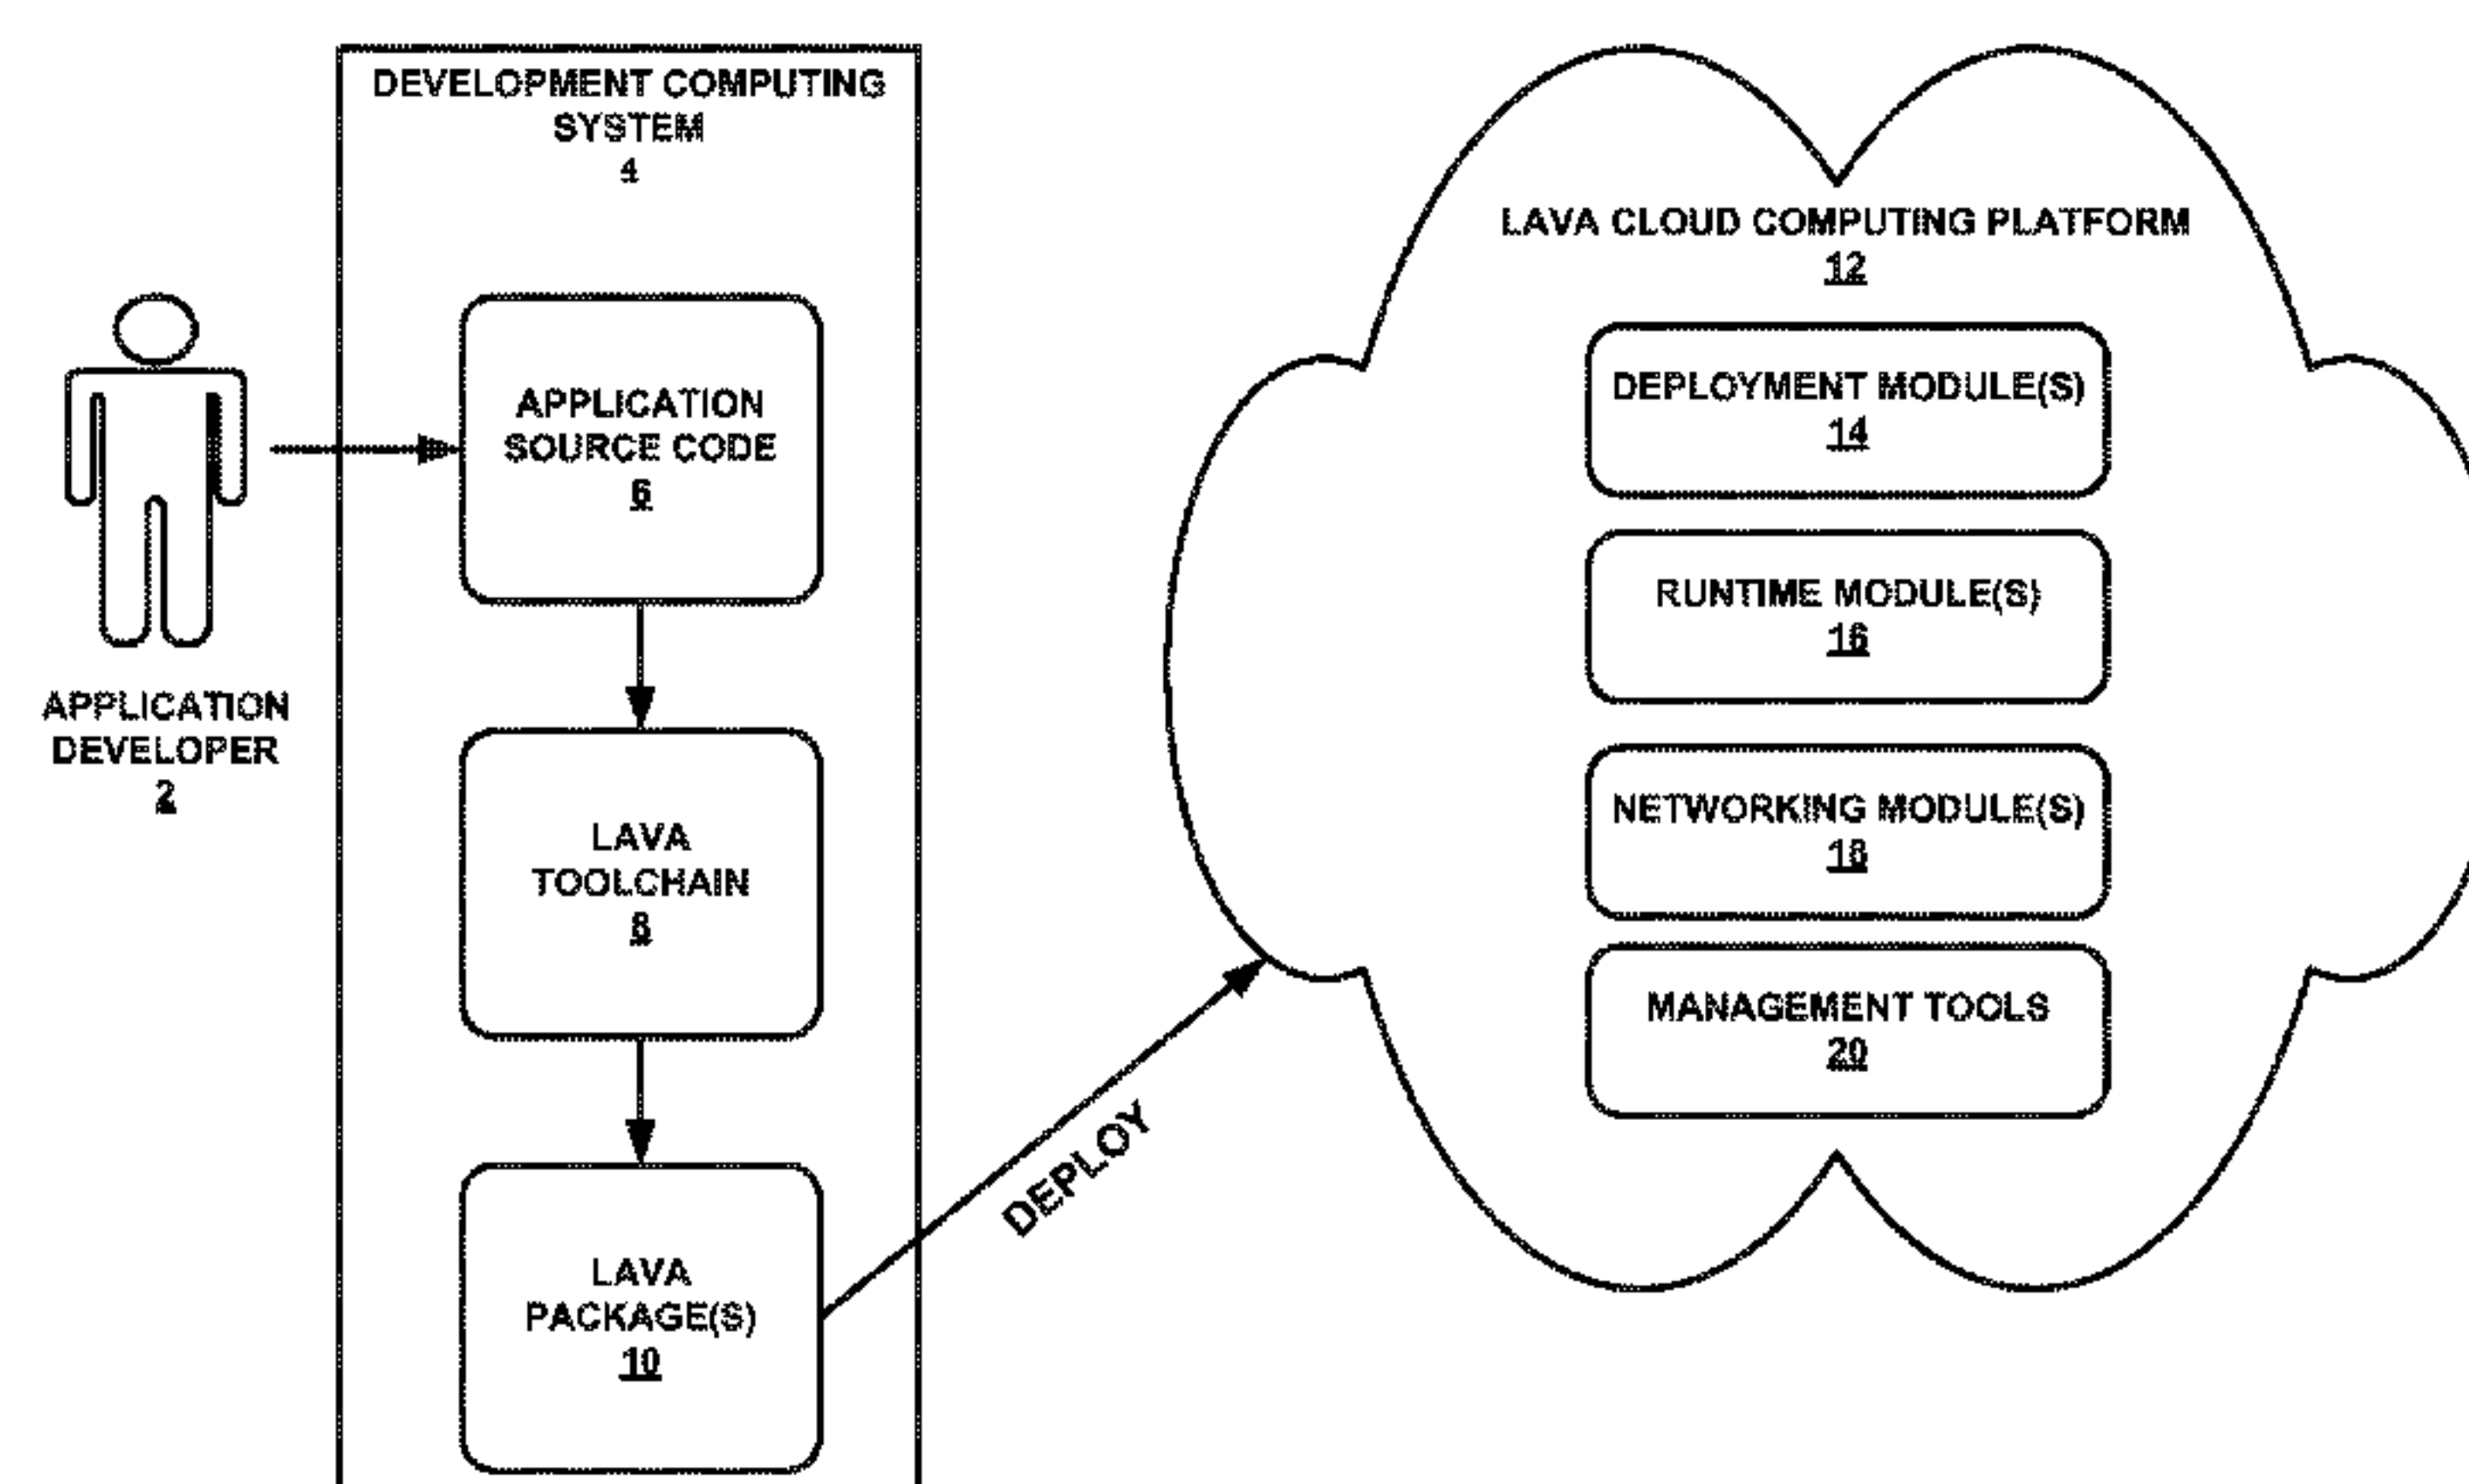 DEVELOPMENT COMPUTING
SYSTEM
4
APPLICATION
SOURCE CODE
6
APPLICATION
DEVELOPER
2
LAVA
TOOLCHAIN
8
LAVA
PACKAGE(S)
10
DEPLOY
LAVA CLOUD COMPUTING PLATFORM
12
DEPLOYMENT MODULE(S)
14
RUNTIME MODULE(S)
16
NETWORKING MODULE(S)
18
MANAGEMENT TOOLS
20